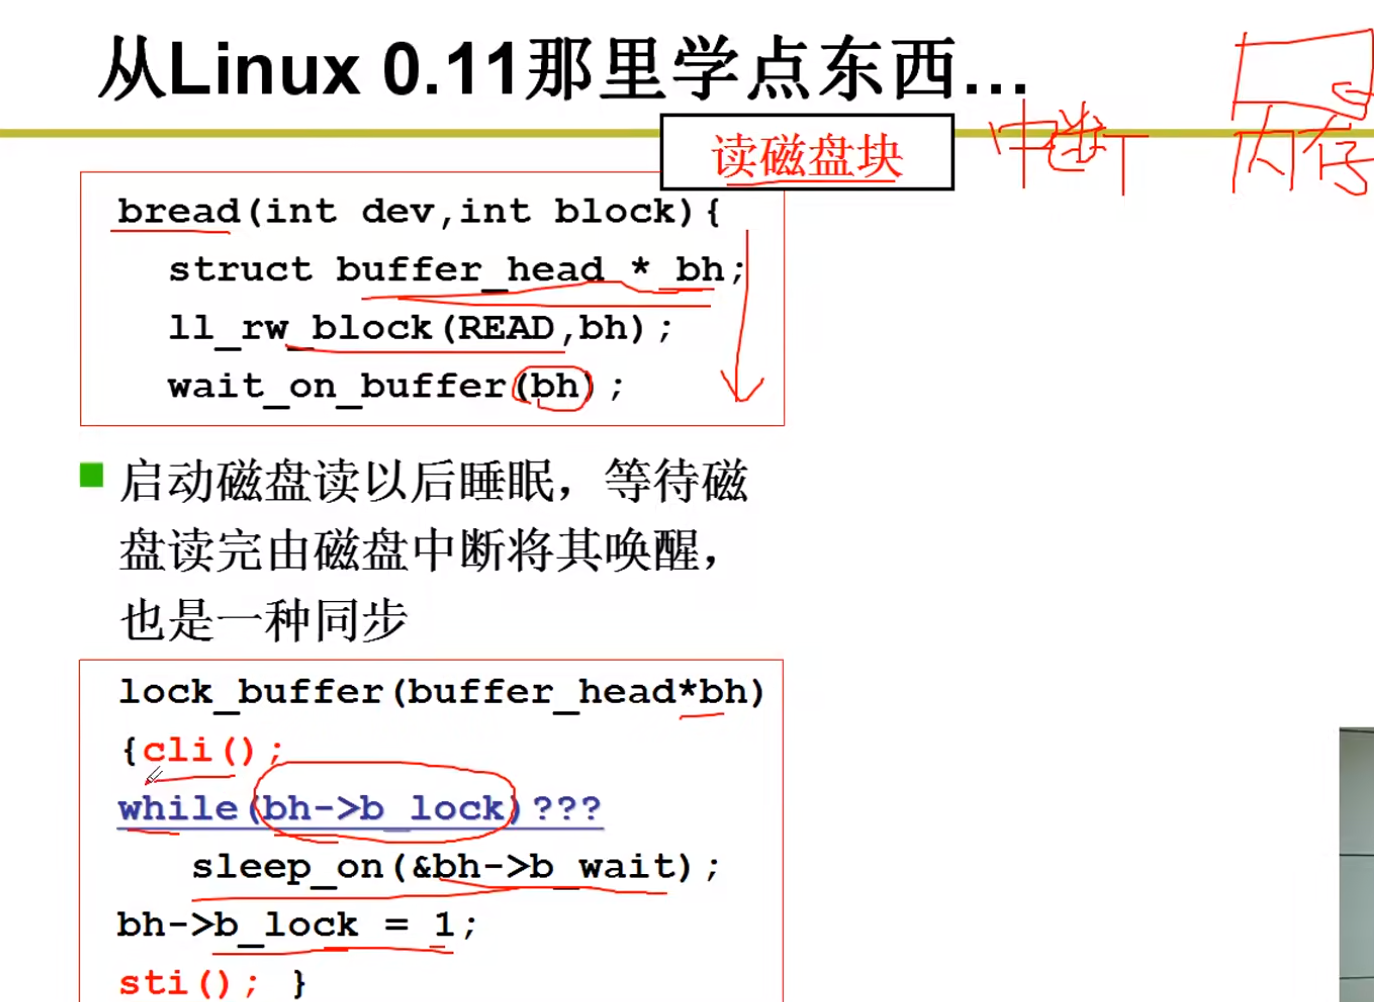 从Linux 0.11那里学点东西…
读磁盘块
中断
内存
bread(int dev,int block){
struct buffer_head * bh;
ll_rw_block(READ,bh);
wait_on_buffer(bh);
启动磁盘读以后睡眠，等待磁
盘读完由磁盘中断将其唤醒，
也是一种同步
lock_buffer(buffer_head*bh)
{cli();
while(bh->b_lock)???
sleep_on(&bh->b_wait);
bh->b_lock = 1;
sti(); }